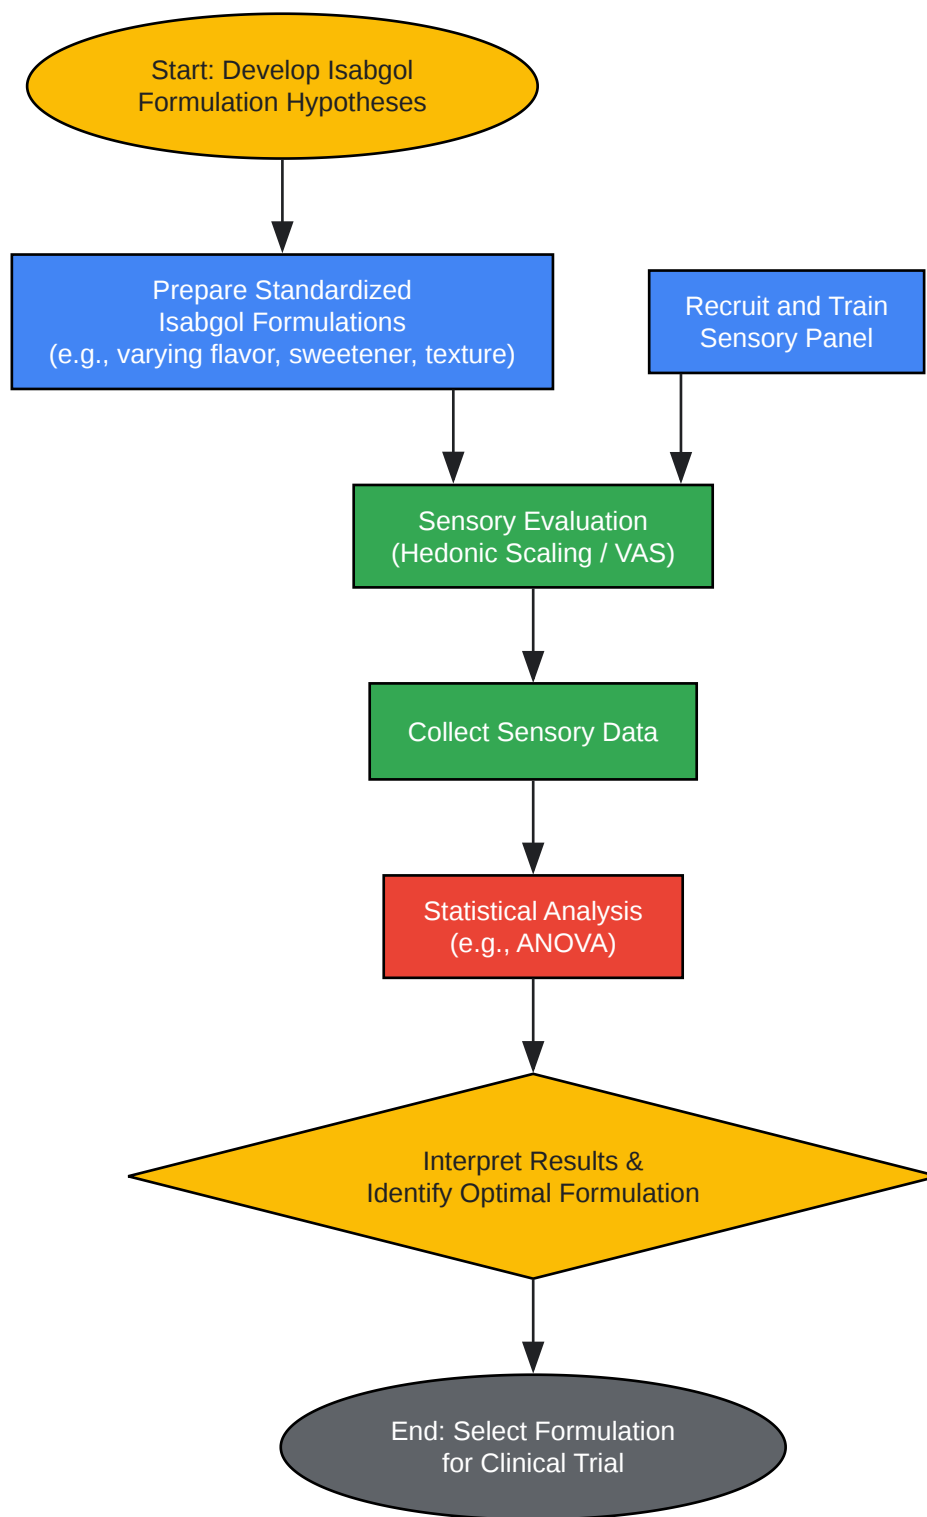 Start: Develop Isabgol
Formulation Hypotheses
Prepare Standardized
Isabgol Formulations
(e.g., varying flavor, sweetener, texture)
Recruit and Train
Sensory Panel
Sensory Evaluation
(Hedonic Scaling / VAS)
Collect Sensory Data
Statistical Analysis
(e.g., ANOVA)
Interpret Results &
Identify Optimal Formulation
End: Select Formulation
for Clinical Trial